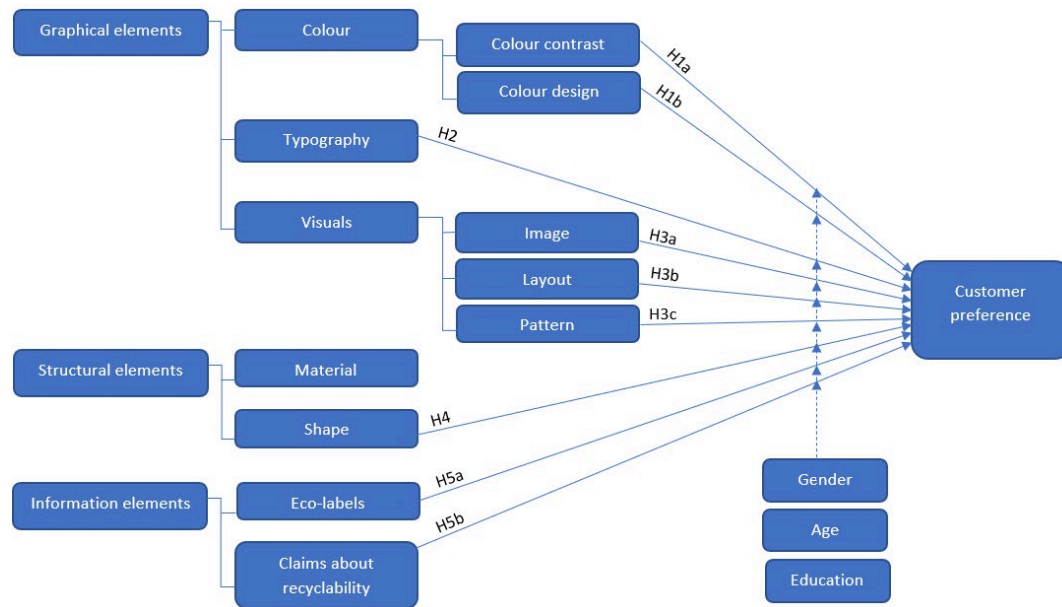 Graphical elements
Colour
Colour contrast
H1a
Colour design
H1b
Typography
H2
Visuals
Image
H3a
Layout
H3b
Pattern
H3c
Customer
preference
Structural elements
Material
Shape
H4
Information elements
Eco-labels
H5a
Claims about
recyclability
H5b
Gender
Age
Education